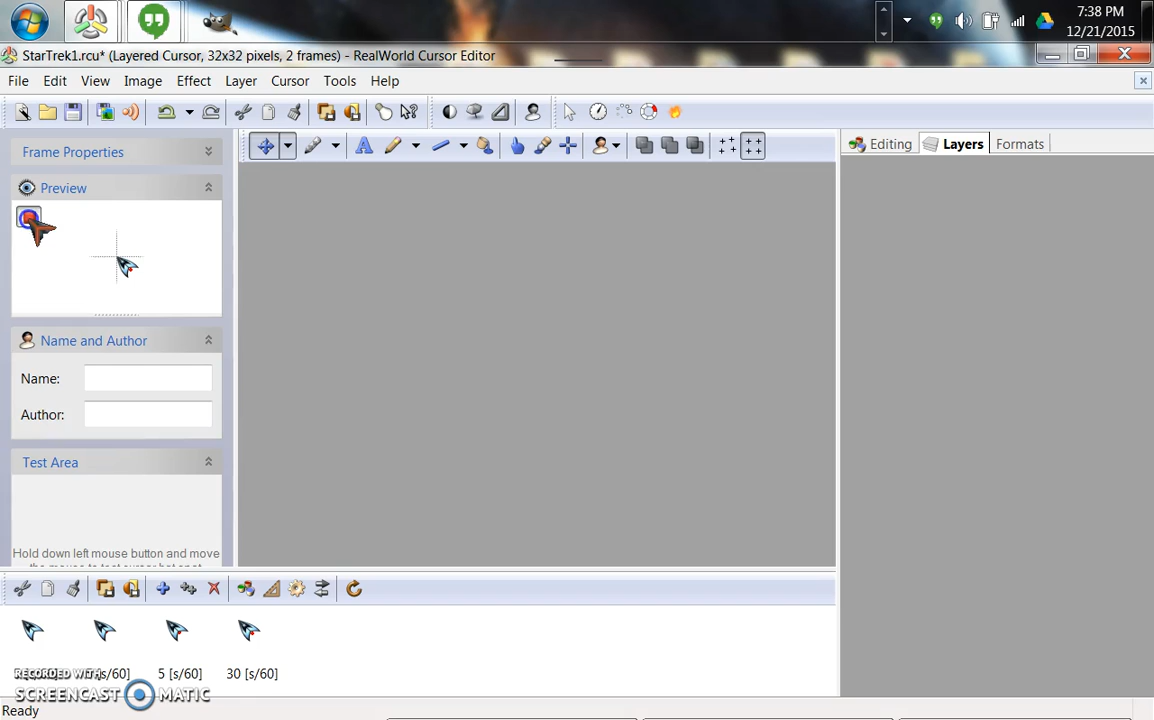 7:38 PM
12/21/2015
StarTrek1.rcu* (Layered Cursor, 32x32 pixels, 2 frames) - RealWorld Cursor Editor
File Edit View Image Effect Layer Cursor Tools Help
Frame Properties
Editing Layers Formats
Preview
Name and Author
Name:
Author:
Test Area
Hold down left mouse button and move
5 [s/60] 30 [s/60]
RECORDED WITH
SCREENCAST MATIC
Ready